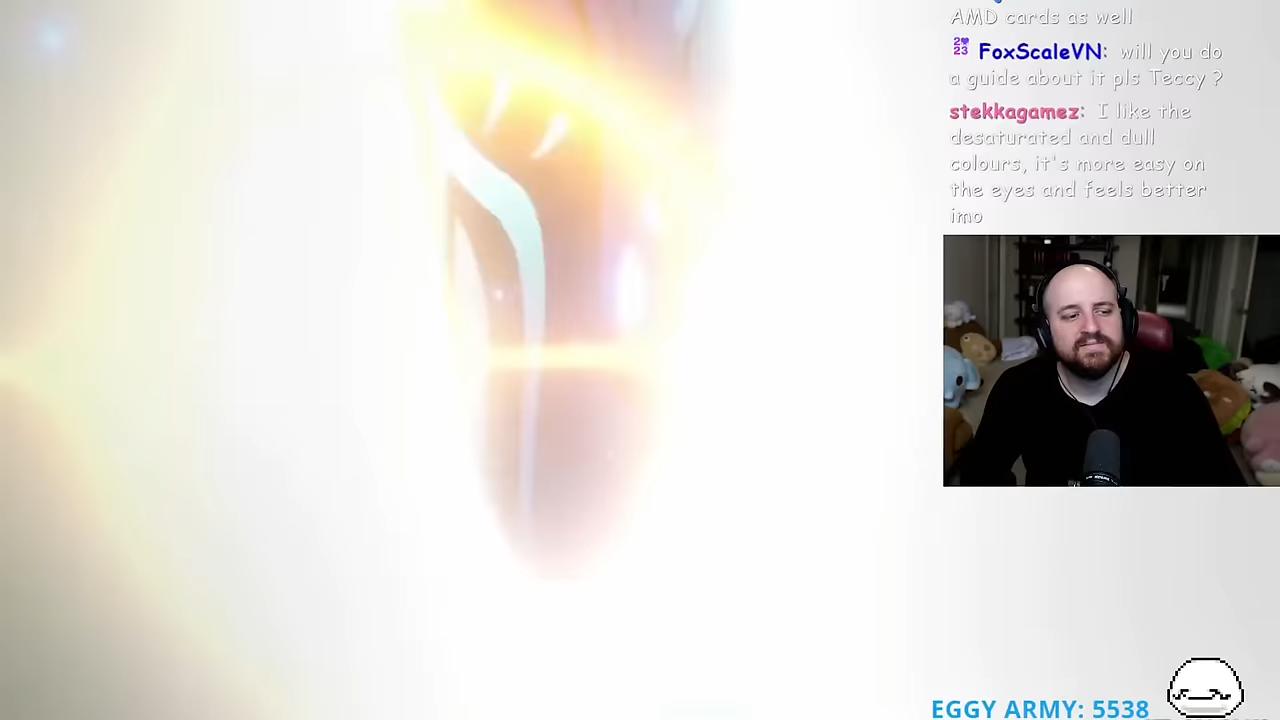 AMD cards as well
FoxScaleVN: will you do
a guide about it pls Teccy ?
stekkagamez: I like the
desaturated and dull
colours, it's more easy on
the eyes and feels better
imo
EGGY ARMY: 5538